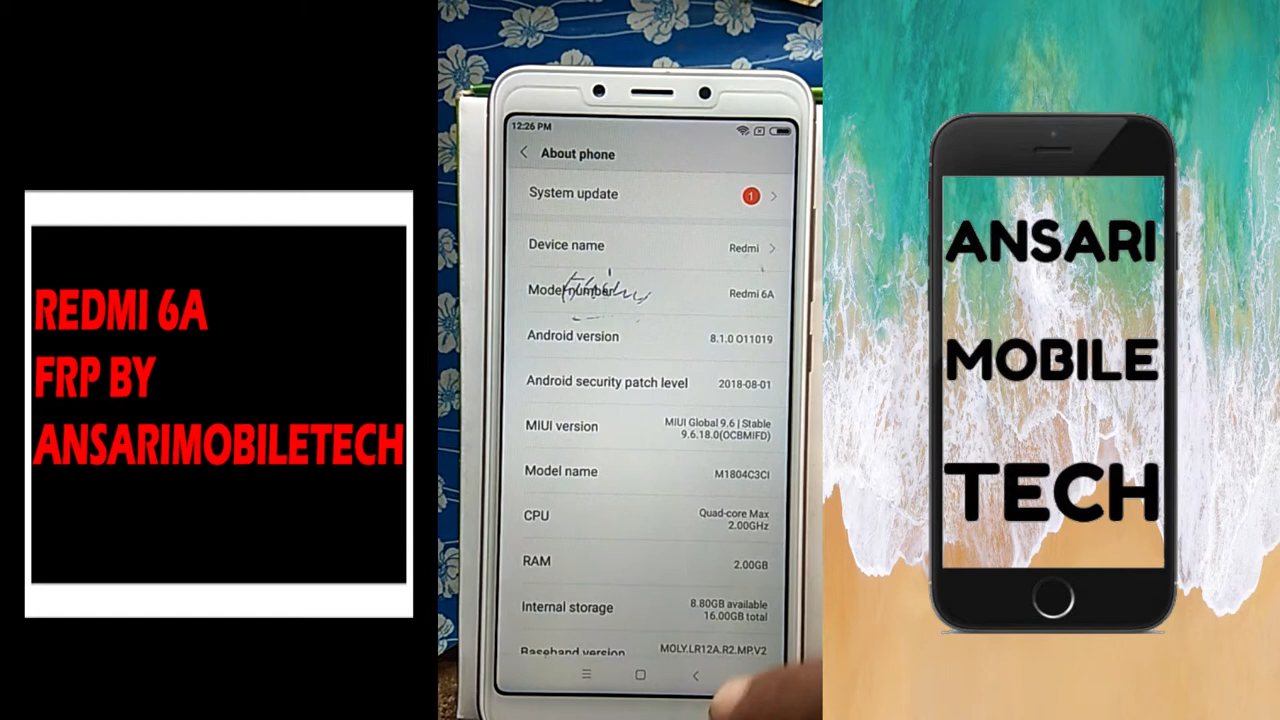 REDMI 6A
FRP BY
ANSARIMOBILETECH
12:26 PM
About phone
System update
1
Device name
Redmi
Model number
Redmi 6A
Android version
8.1.0 O11019
Android security patch level
2018-08-01
MIUI version
MIUI Global 9.6 | Stable
9.6.18.0(OCBMIFD)
Model name
M1804C3CI
CPU
Quad-core Max
2.00GHz
RAM
2.00GB
Internal storage
8.80GB available
16.00GB total
Baseband version
MOLY.LR12A.R2.MP.V2
ANSARI
MOBILE
TECH